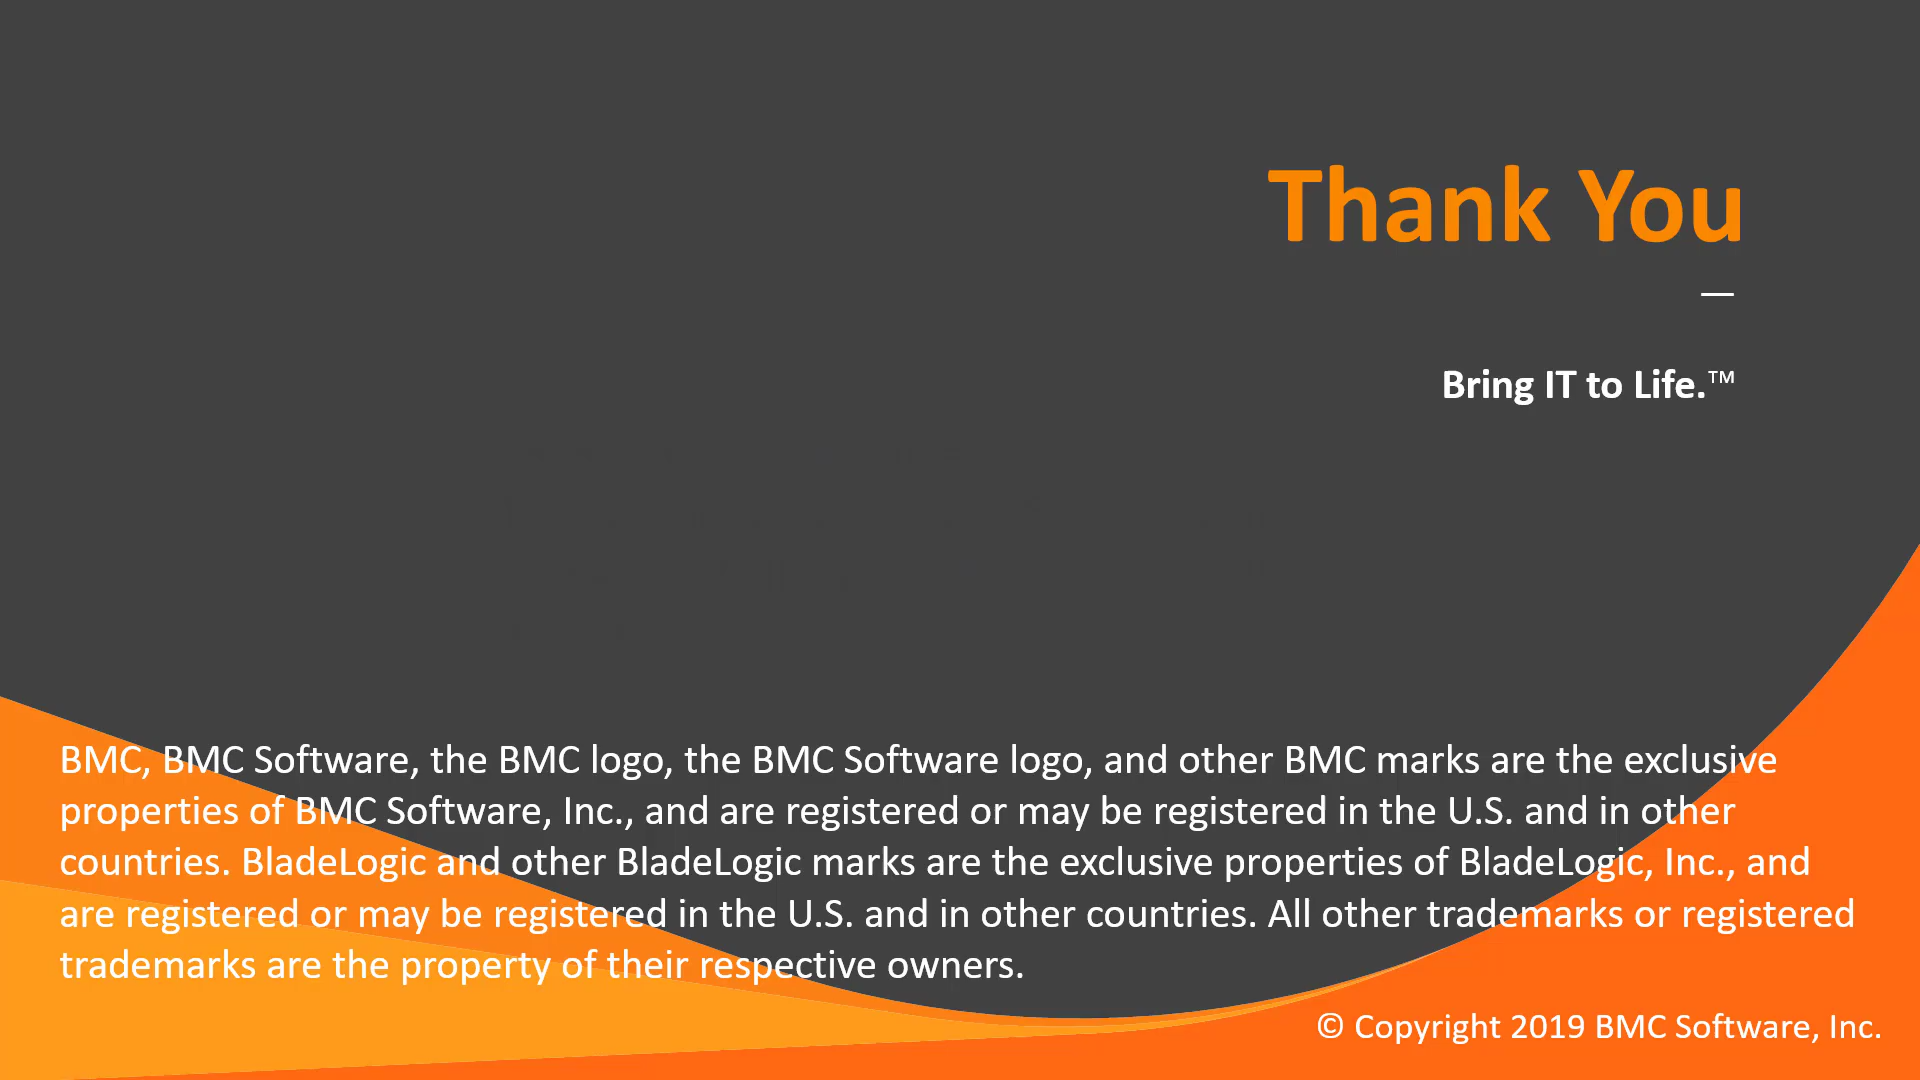 Thank You
Bring IT to Life.™
BMC, BMC Software, the BMC logo, the BMC Software logo, and other BMC marks are the exclusive
properties of BMC Software, Inc., and are registered or may be registered in the U.S. and in other
countries. BladeLogic and other BladeLogic marks are the exclusive properties of BladeLogic, Inc., and
are registered or may be registered in the U.S. and in other countries. All other trademarks or registered
trademarks are the property of their respective owners.
© Copyright 2019 BMC Software, Inc.